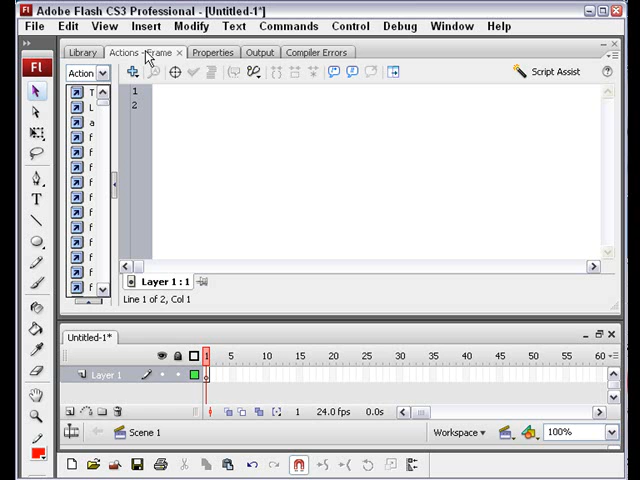 Adobe Flash CS3 Professional - [Untitled-1*]
File Edit View Insert Modify Text Commands Control Debug Window Help
Library Actions - Frame × Properties Output Compiler Errors
Fl Action Script Assist
1
2
T
L
a
f
f
f
f
f
f
f
f
f
f
f
Layer 1 : 1
Line 1 of 2, Col 1
Untitled-1*
1 5 10 15 20 25 30 35 40 45 50 55 60
Layer 1
1 24.0 fps 0.0s
Scene 1 Workspace 100%